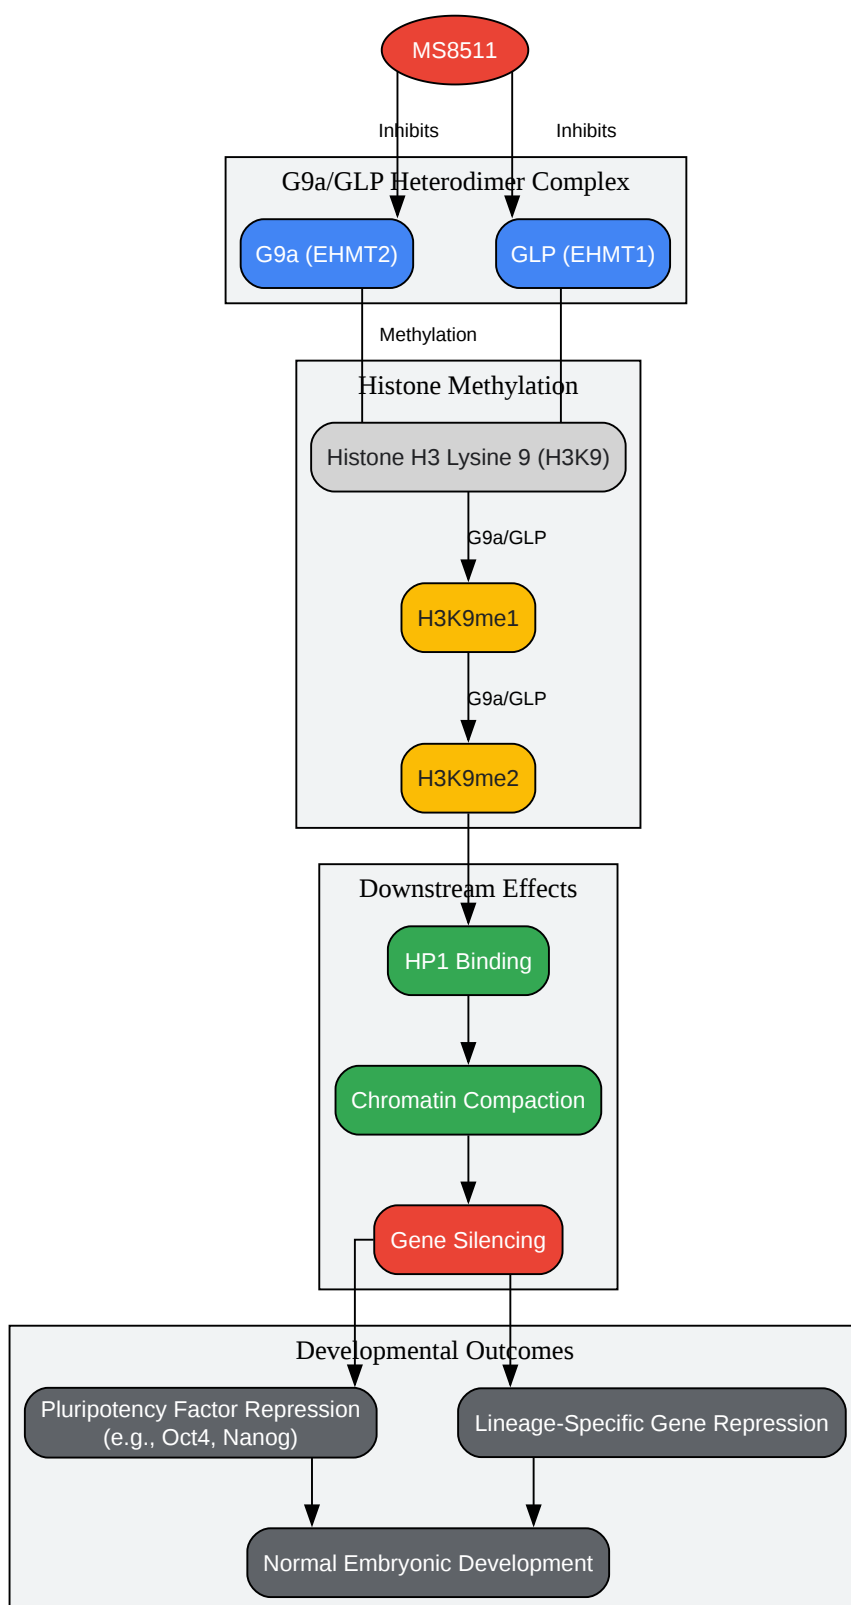 MS8511
Inhibits
Inhibits
G9a/GLP Heterodimer Complex
G9a (EHMT2)
GLP (EHMT1)
Methylation
Histone Methylation
Histone H3 Lysine 9 (H3K9)
G9a/GLP
H3K9me1
G9a/GLP
H3K9me2
Downstream Effects
HP1 Binding
Chromatin Compaction
Gene Silencing
Developmental Outcomes
Pluripotency Factor Repression
(e.g., Oct4, Nanog)
Lineage-Specific Gene Repression
Normal Embryonic Development